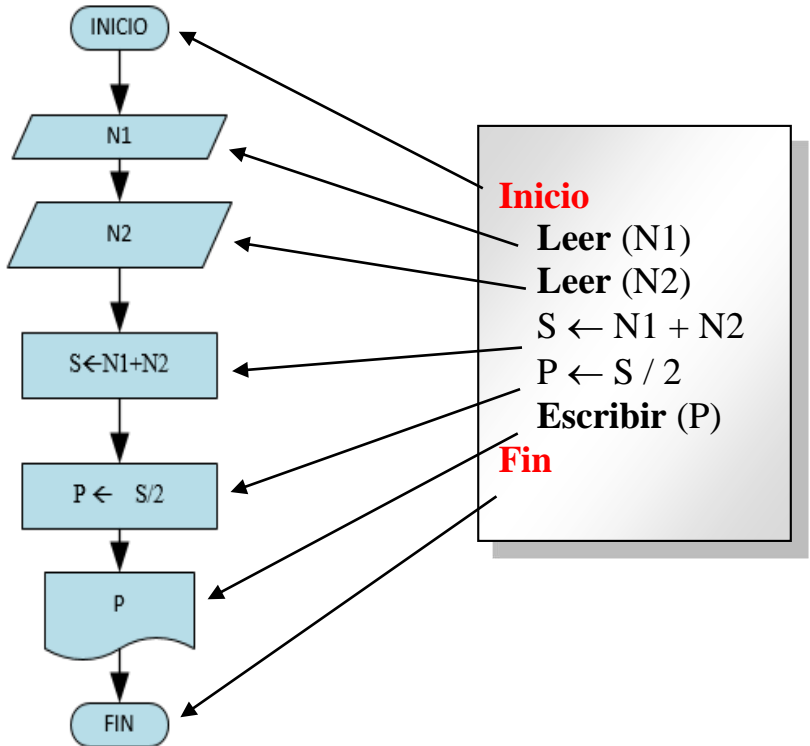 INICIO
N1
N2
S←N1+N2
P ← S/2
P
FIN
Inicio
Leer (N1)
Leer (N2)
S ← N1 + N2
P ← S / 2
Escribir (P)
Fin